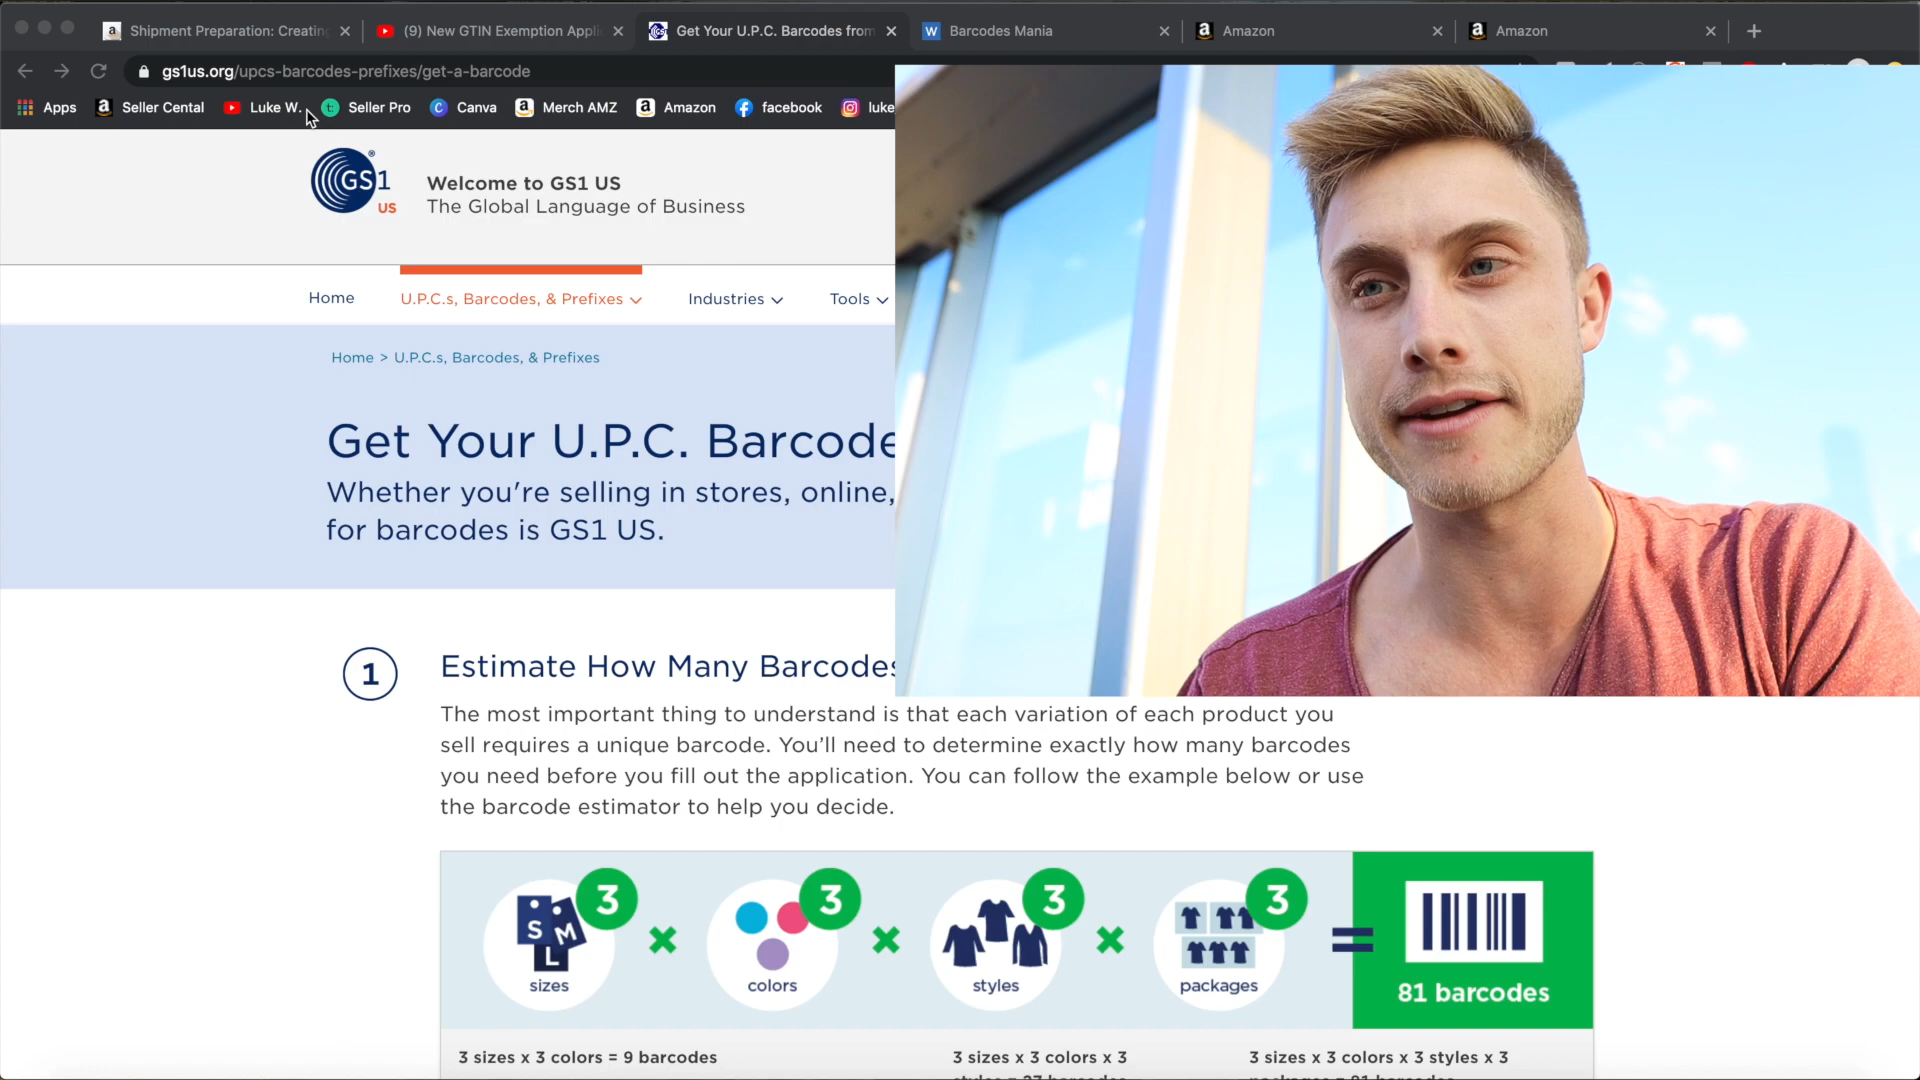 Shipment Preparation: Creating
(9) New GTIN Exemption Appli
Get Your U.P.C. Barcodes from
Barcodes Mania
Amazon
Amazon
gs1us.org/upcs-barcodes-prefixes/get-a-barcode
Apps
Seller Cental
Luke W.
Seller Pro
Canva
Merch AMZ
Amazon
facebook
luke
GS1
US
Welcome to GS1 US
The Global Language of Business
Home
U.P.C.s, Barcodes, & Prefixes
Industries
Tools
Home > U.P.C.s, Barcodes, & Prefixes
Get Your U.P.C. Barcode
Whether you're selling in stores, online,
for barcodes is GS1 US.
1
Estimate How Many Barcodes
The most important thing to understand is that each variation of each product you
sell requires a unique barcode. You'll need to determine exactly how many barcodes
you need before you fill out the application. You can follow the example below or use
the barcode estimator to help you decide.
S M L
3
sizes
×
3
colors
×
3
styles
×
3
packages
=
81 barcodes
3 sizes x 3 colors = 9 barcodes
3 sizes x 3 colors x 3
styles = 27 barcodes
3 sizes x 3 colors x 3 styles x 3
packages = 81 barcodes